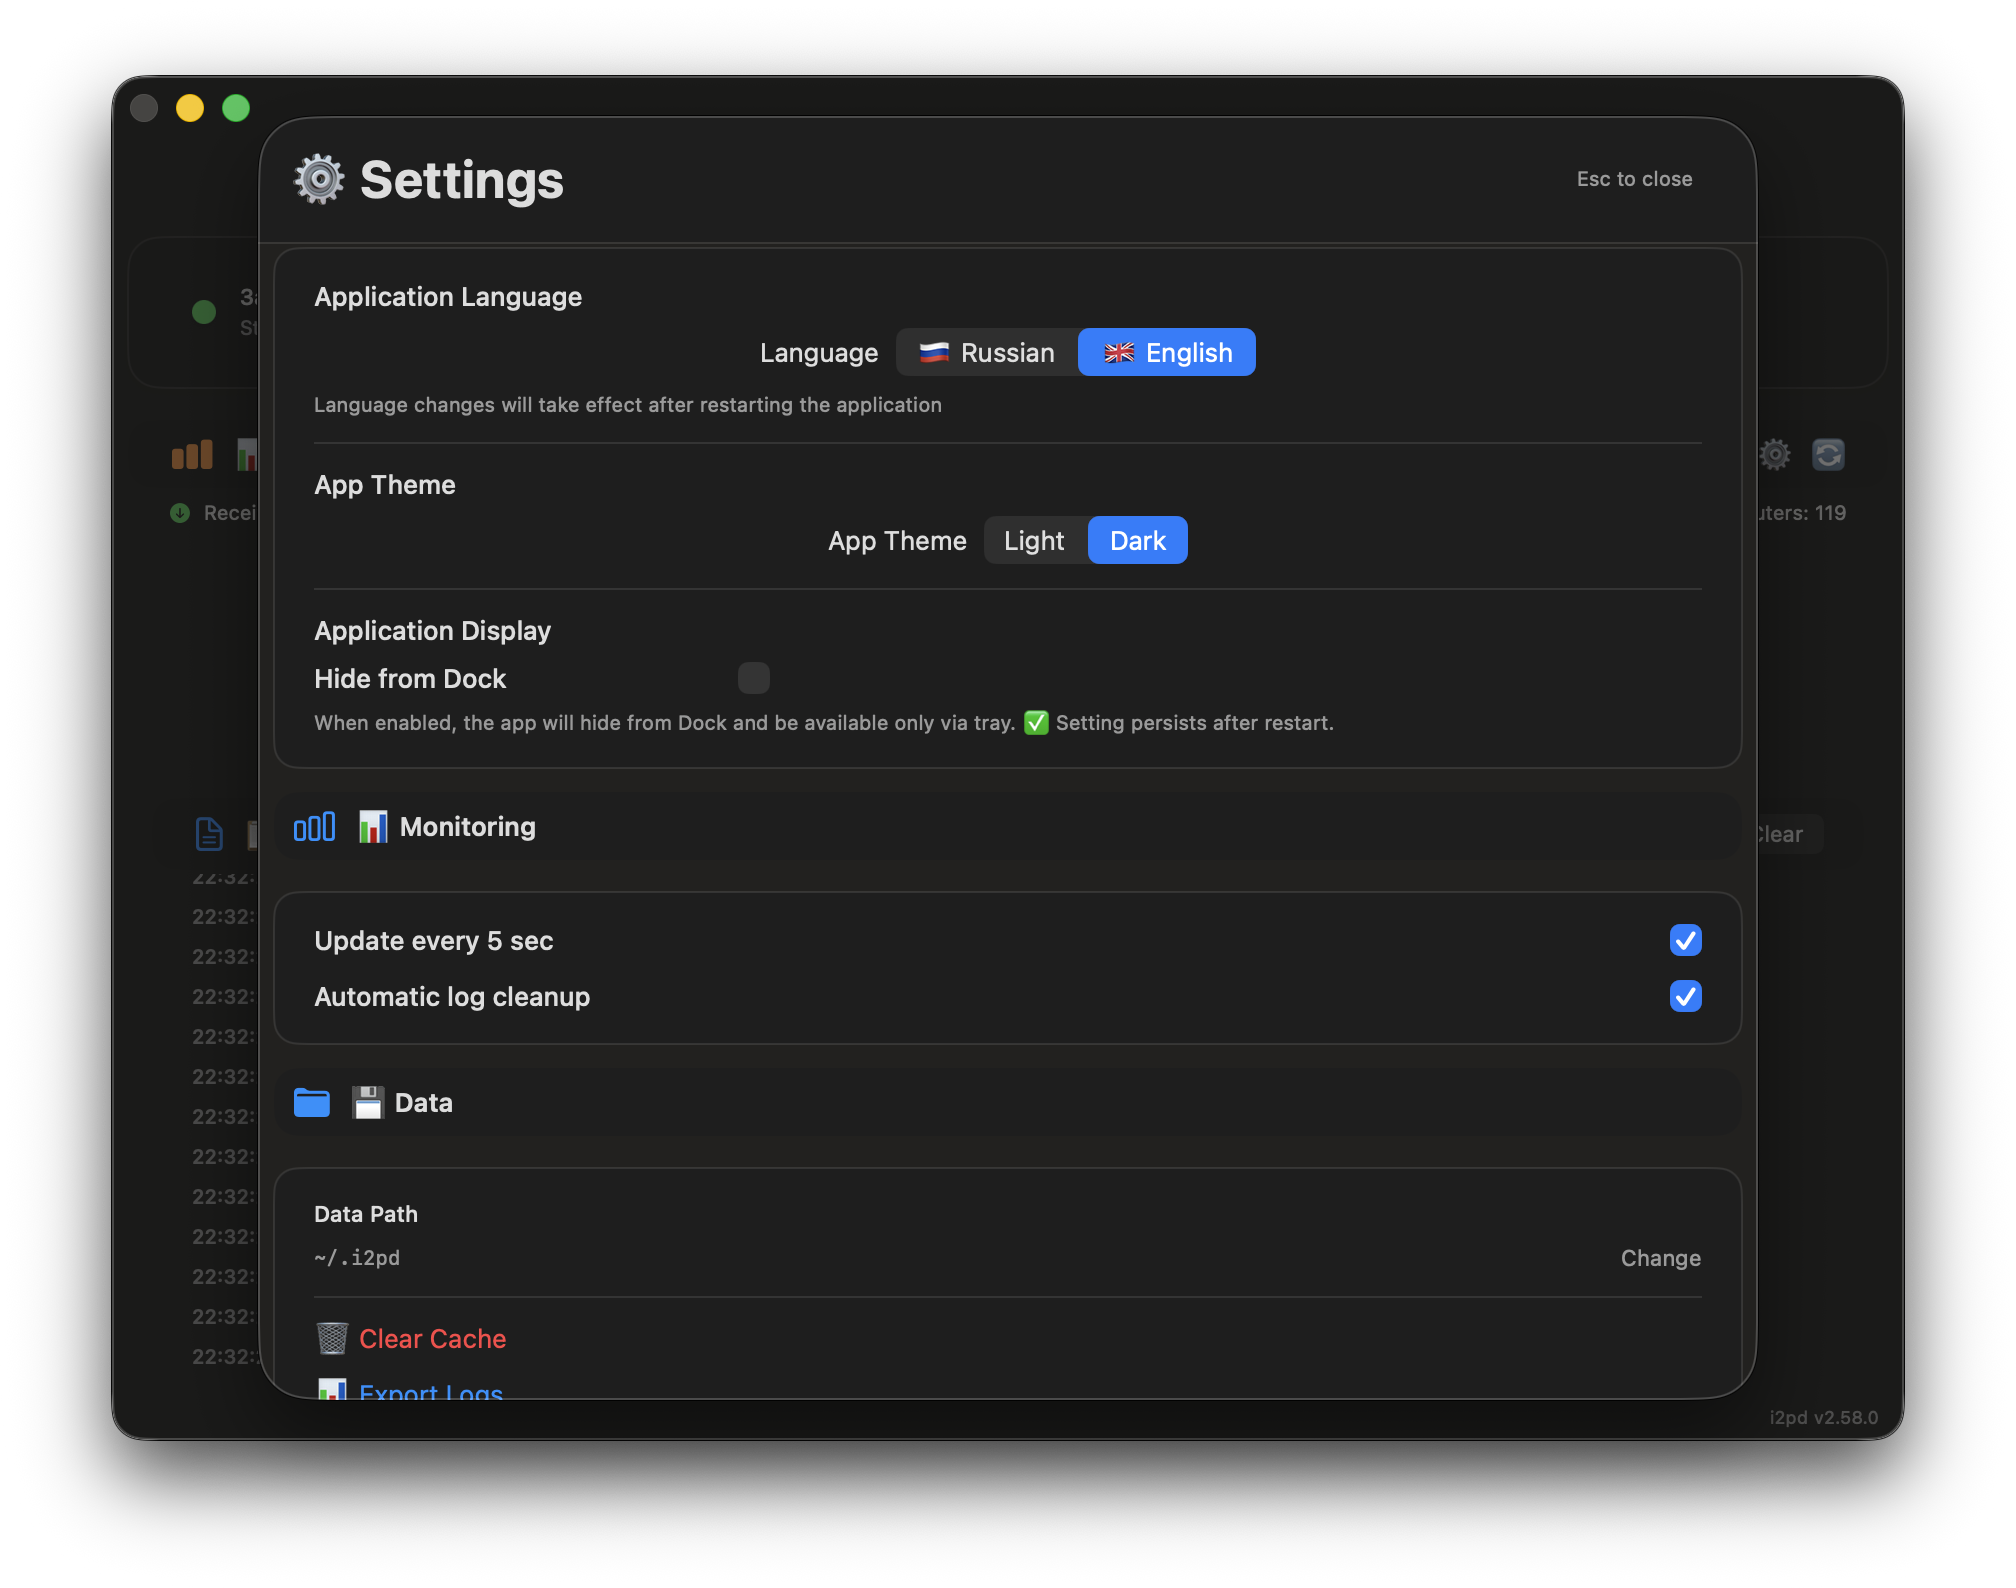 ⚙️ Settings
Esc to close
Application Language
Language 🇷🇺 Russian 🇬🇧 English
Language changes will take effect after restarting the application
App Theme
App Theme Light Dark
Application Display
Hide from Dock
When enabled, the app will hide from Dock and be available only via tray. ✅ Setting persists after restart.
📊 Monitoring
Update every 5 sec
Automatic log cleanup
💾 Data
Data Path
~/.i2pd
Change
🗑️ Clear Cache
📊 Export Logs
119
22:32:
22:32:
22:32:
22:32:
22:32:
22:32:
22:32:
22:32:
22:32:
22:32:
22:32:
22:32:
22:32:
i2pd v2.58.0